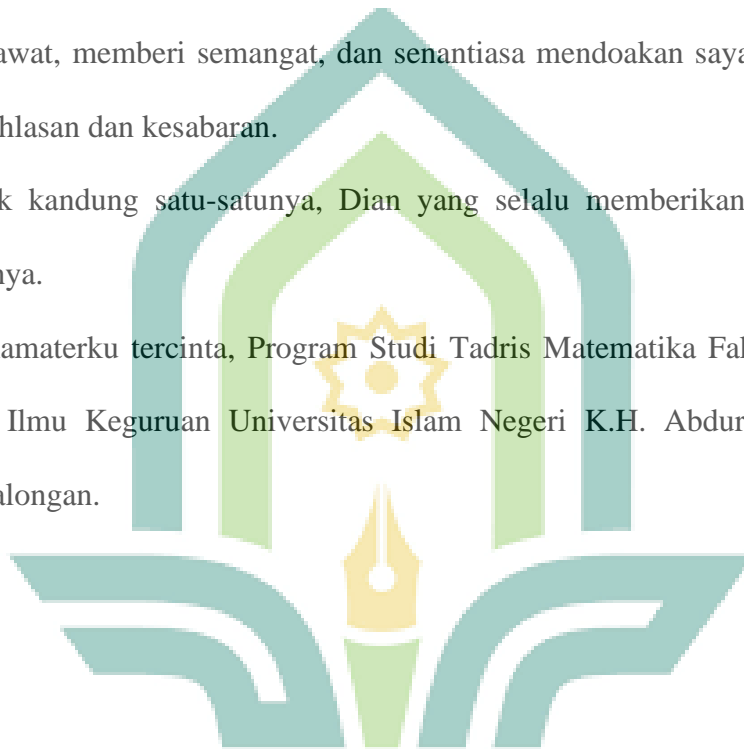 awat, memberi semangat, dan senantiasa mendoakan saya
hlasan dan kesabaran.
k kandung satu-satunya, Dian yang selalu memberikan
nya.
amaterku tercinta, Program Studi Tadris Matematika Fal
Ilmu Keguruan Universitas Islam Negeri K.H. Abdur
alongan.